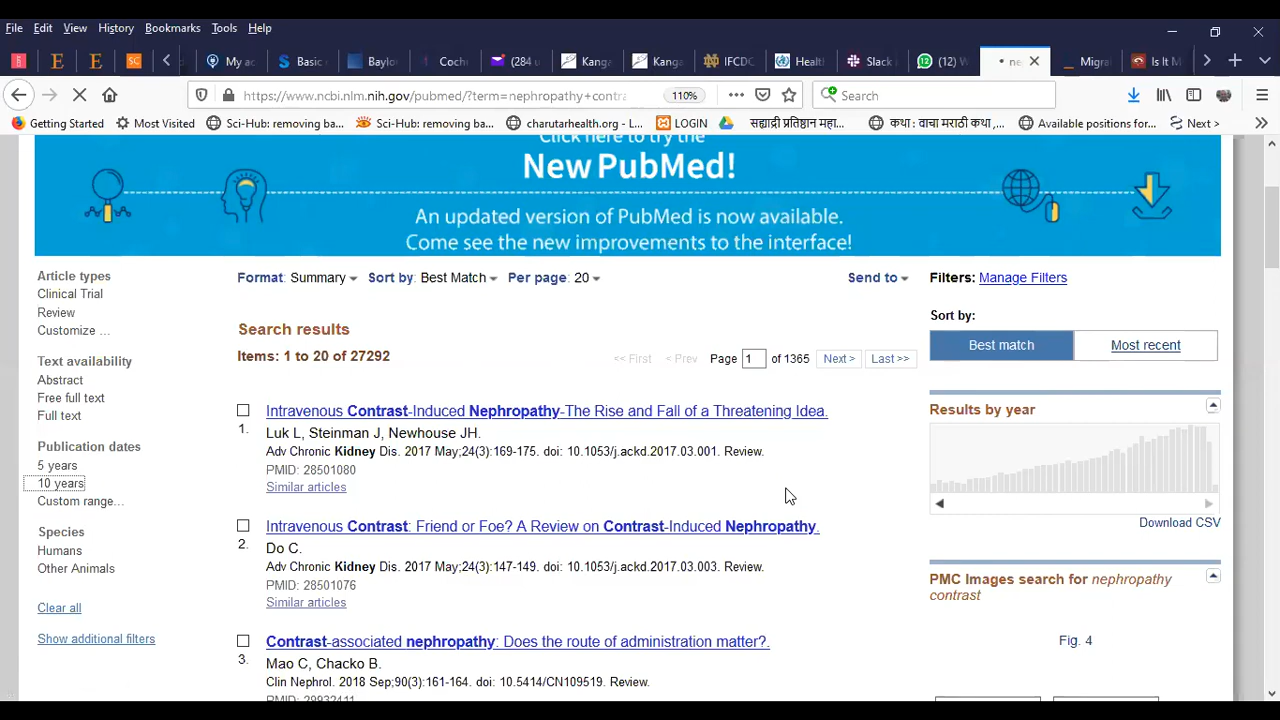 File Edit View History Bookmarks Tools Help
E E SC My ac Basic Baylo Coch (284 u Kanga Kanga IFCDC Health Slack (12) W ne Migra Is It M
https://www.ncbi.nlm.nih.gov/pubmed/?term=nephropathy+contra 110% Search
Getting Started Most Visited Sci-Hub: removing ba... Sci-Hub: removing ba... charutarhealth.org - L... LOGIN सह्याद्री प्रतिष्ठान महा... कथा : वाचा मराठी कथा,... Available positions for... Next >
Click here to try the
New PubMed!
An updated version of PubMed is now available.
Come see the new improvements to the interface!
Article types
Clinical Trial
Review
Customize ...
Text availability
Abstract
Free full text
Full text
Publication dates
5 years
10 years
Custom range...
Species
Humans
Other Animals
Clear all
Show additional filters
Format: Summary Sort by: Best Match Per page: 20 Send to
Search results
Items: 1 to 20 of 27292
<< First < Prev Page 1 of 1365 Next > Last >>
Intravenous Contrast-Induced Nephropathy-The Rise and Fall of a Threatening Idea.
1. Luk L, Steinman J, Newhouse JH.
Adv Chronic Kidney Dis. 2017 May;24(3):169-175. doi: 10.1053/j.ackd.2017.03.001. Review.
PMID: 28501080
Similar articles
Intravenous Contrast: Friend or Foe? A Review on Contrast-Induced Nephropathy.
2. Do C.
Adv Chronic Kidney Dis. 2017 May;24(3):147-149. doi: 10.1053/j.ackd.2017.03.003. Review.
PMID: 28501076
Similar articles
Contrast-associated nephropathy: Does the route of administration matter?.
3. Mao C, Chacko B.
Clin Nephrol. 2018 Sep;90(3):161-164. doi: 10.5414/CN109519. Review.
PMID: 29932411
Filters: Manage Filters
Sort by:
Best match Most recent
Results by year
Download CSV
PMC Images search for nephropathy
contrast
Fig. 4